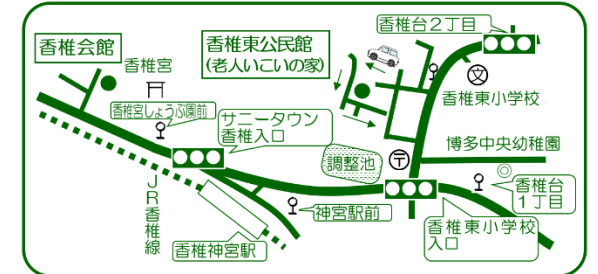 香椎台2丁目
香椎会館
香椎東公民館
(老人いこいの家)
香椎宮
香椎東小学校
香椎宮しょうぶ園前
サニータウン
香椎入口
博多中央幼稚園
調整池
香椎台
1丁目
JR香椎線
神宮駅前
香椎東小学校
入口
香椎神宮駅